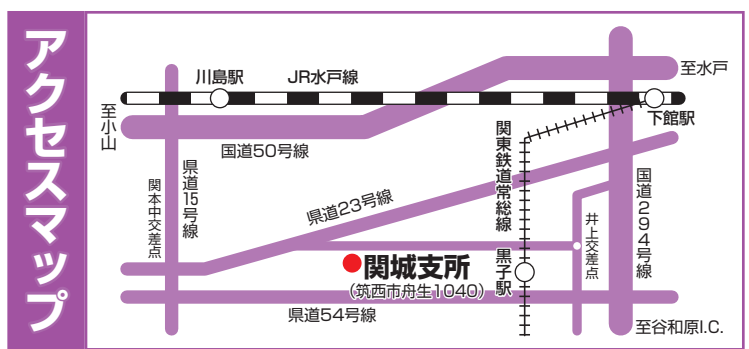 アクセスマップ
川島駅
JR水戸線
至水戸
至小山
下館駅
国道50号線
関東鉄道常総線
県道15号線
関本中交差点
県道23号線
国道294号線
井上交差点
関城支所
(筑西市舟生1040)
黒子駅
県道54号線
至谷和原I.C.